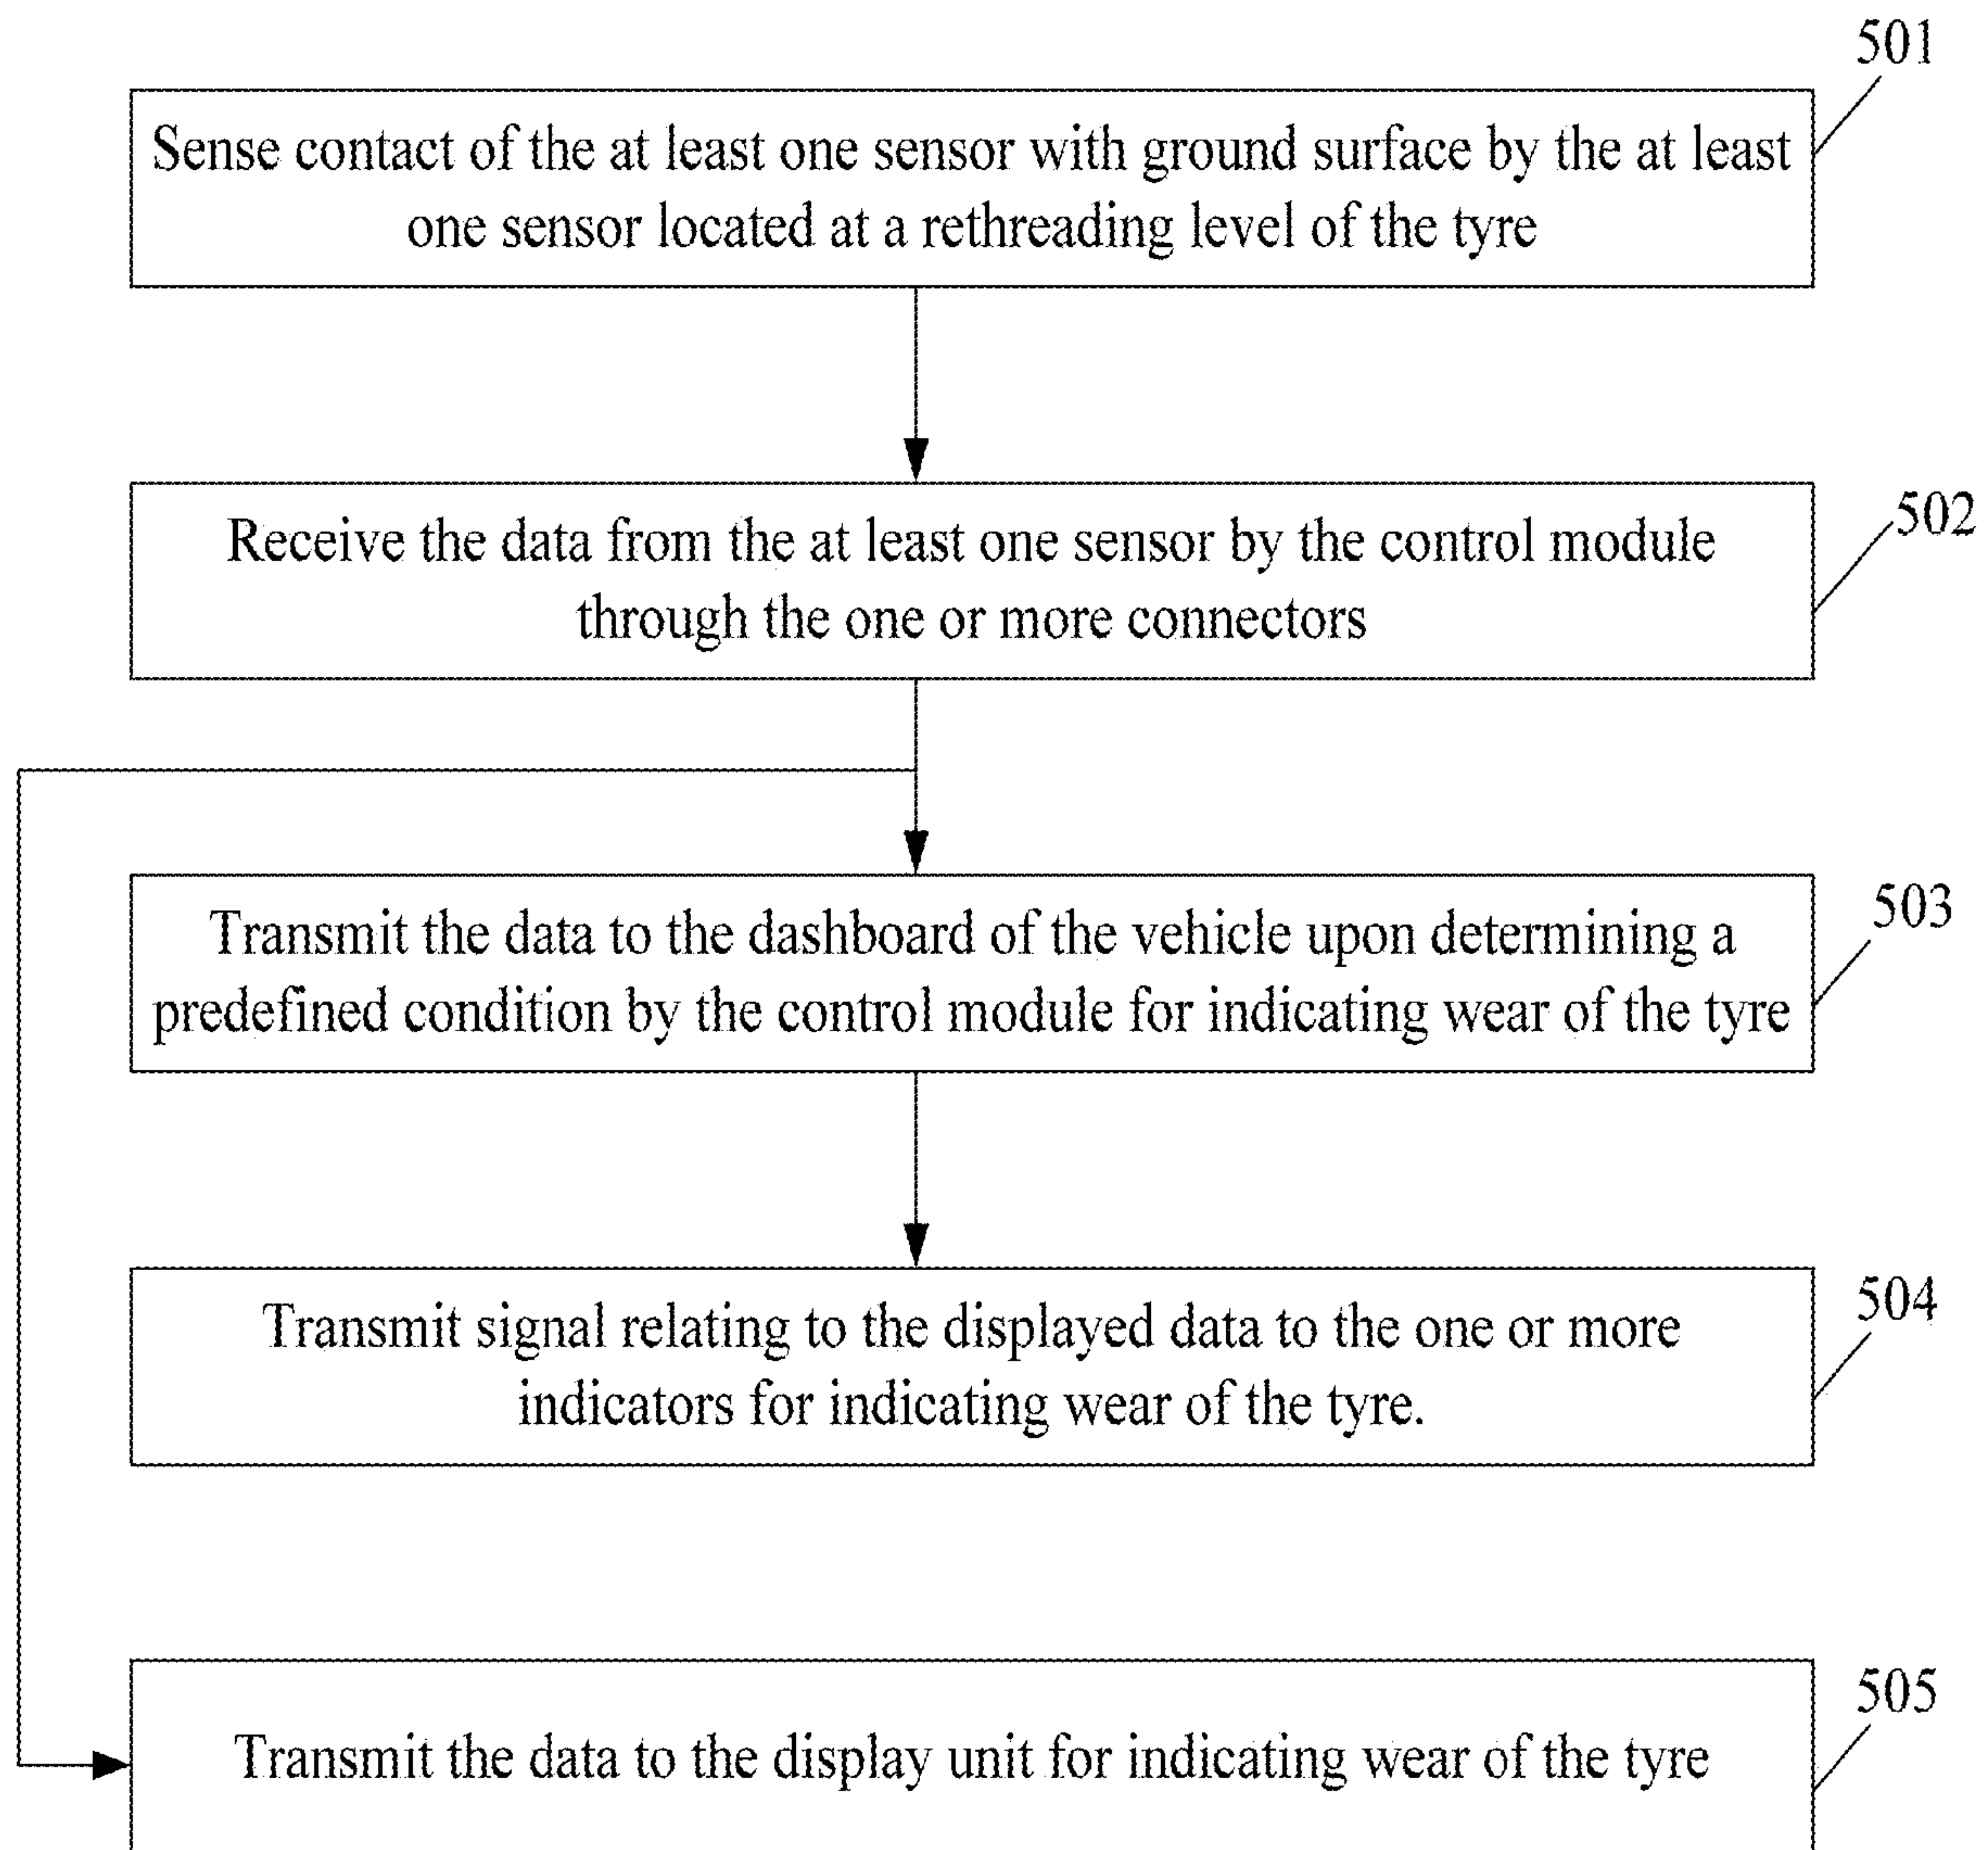 501
Sense contact of the at least one sensor with ground surface by the at least
one sensor located at a rethreading level of the tyre
502
Receive the data from the at least one sensor by the control module
through the one or more connectors
503
Transmit the data to the dashboard of the vehicle upon determining a
predefined condition by the control module for indicating wear of the tyre
504
Transmit signal relating to the displayed data to the one or more
indicators for indicating wear of the tyre.
505
Transmit the data to the display unit for indicating wear of the tyre